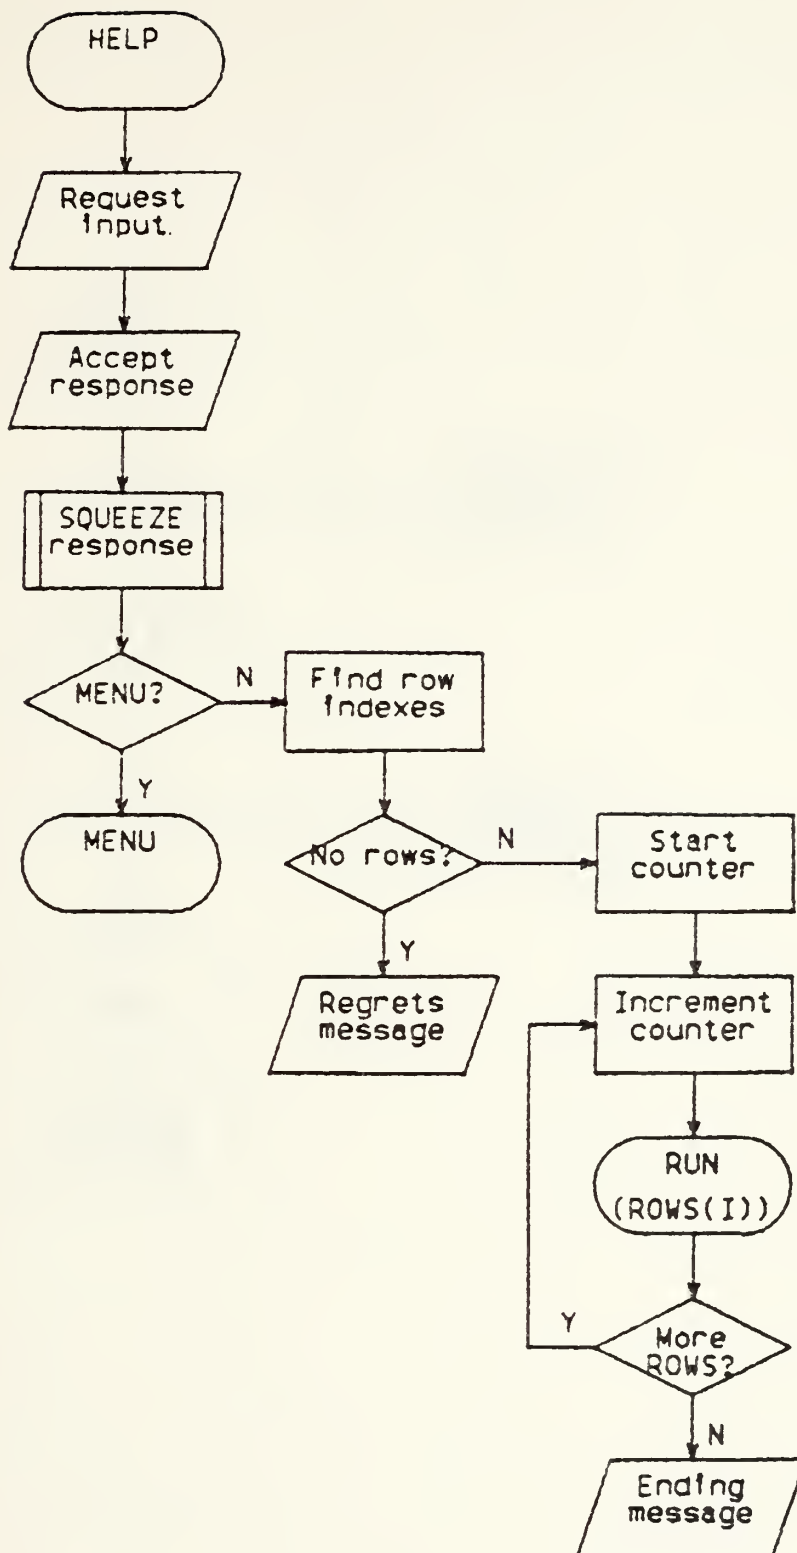 HELP
Request
input.
Accept
response
SQUEEZE
response
MENU?
N
Find row
indexes
Y
MENU
No rows?
N
Start
counter
Y
Regrets
message
Increment
counter
RUN
(ROWS(I))
Y
More
ROWS?
N
Ending
message